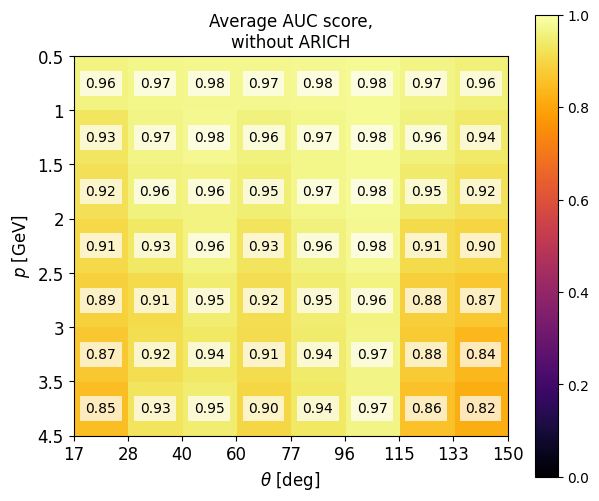 Average AUC score,
without ARICH
1.0
0.5
0.96 0.97 0.98 0.97 0.98 0.98 0.97 0.96
1
0.8
0.93 0.97 0.98 0.96 0.97 0.98 0.96 0.94
1.5
0.92 0.96 0.96 0.95 0.97 0.98 0.95 0.92
2
0.6
0.91 0.93 0.96 0.93 0.96 0.98 0.91 0.90
p [GeV]
2.5
0.89 0.91 0.95 0.92 0.95 0.96 0.88 0.87
0.4
3
0.87 0.92 0.94 0.91 0.94 0.97 0.88 0.84
3.5
0.2
0.85 0.93 0.95 0.90 0.94 0.97 0.86 0.82
4.5
17 28 40 60 77 96 115 133 150
0.0
θ [deg]